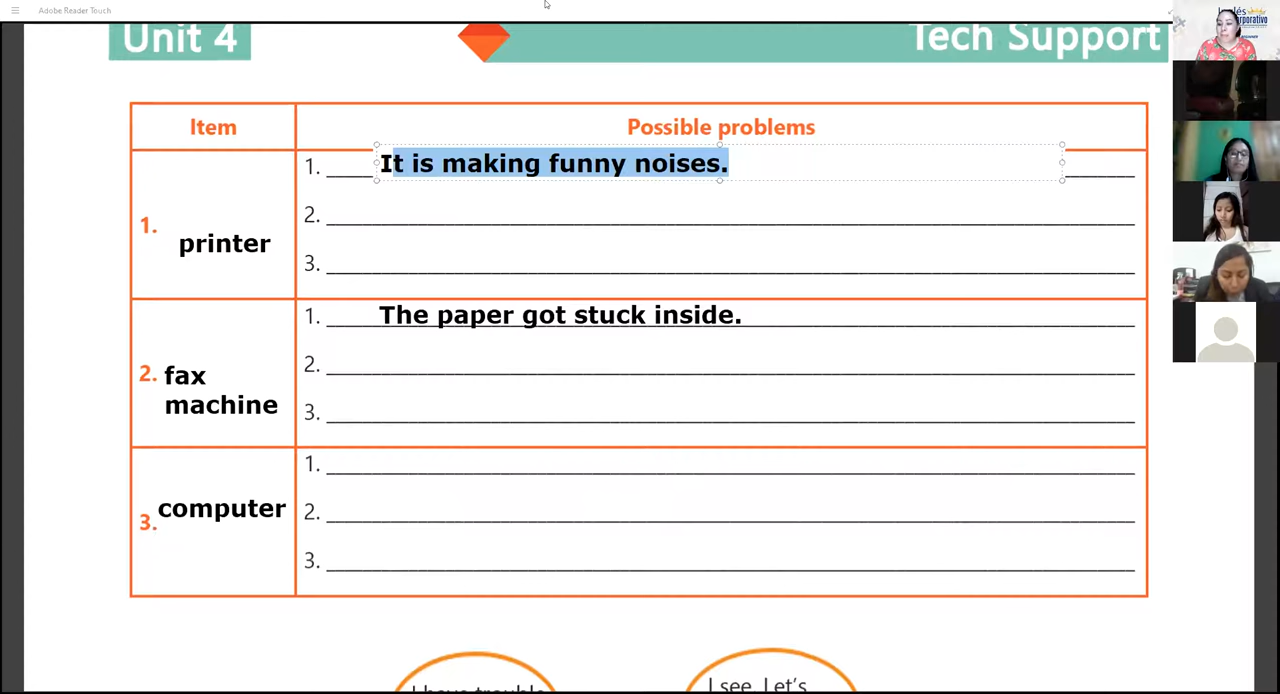 Adobe Reader Touch
Unit 4
Tech Support
Item
Possible problems
1. It is making funny noises.
2.
3.
1.
printer
1. The paper got stuck inside.
2.
3.
2. fax
machine
1.
2.
3.
3. computer
I have trouble
I see. Let's